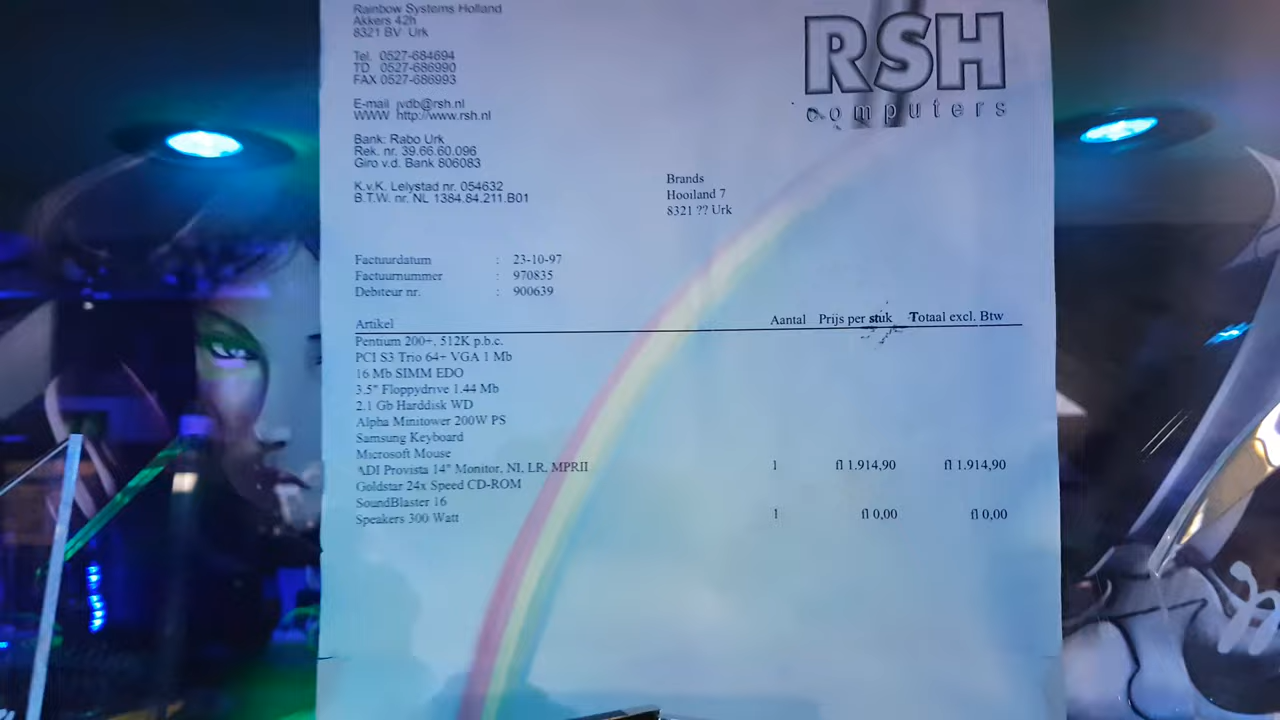 Rainbow Systems Holland
Akkers 42h
8321 BV Urk
Tel. 0527-684694
TD 0527-686990
FAX 0527-686993
E-mail jvdb@rsh.nl
WWW http://www.rsh.nl
Bank: Rabo Urk
Rek. nr. 39.66.60.096
Giro v.d. Bank 806083
K.v.K. Lelystad nr. 054632
B.T.W. nr. NL 1384.84.211.B01
RSH
computers
Brands
Hooiland 7
8321 ?? Urk
Factuurdatum : 23-10-97
Factuurnummer : 970835
Debiteur nr. : 900639
Artikel Aantal Prijs per stuk Totaal excl. Btw
Pentium 200+, 512K p.b.c.
PCI S3 Trio 64+ VGA 1 Mb
16 Mb SIMM EDO
3.5" Floppydrive 1.44 Mb
2.1 Gb Harddisk WD
Alpha Minitower 200W PS
Samsung Keyboard
Microsoft Mouse
ADI Provista 14" Monitor, NI, LR, MPRII 1 fl 1.914,90 fl 1.914,90
Goldstar 24x Speed CD-ROM
SoundBlaster 16
Speakers 300 Watt 1 fl 0,00 fl 0,00